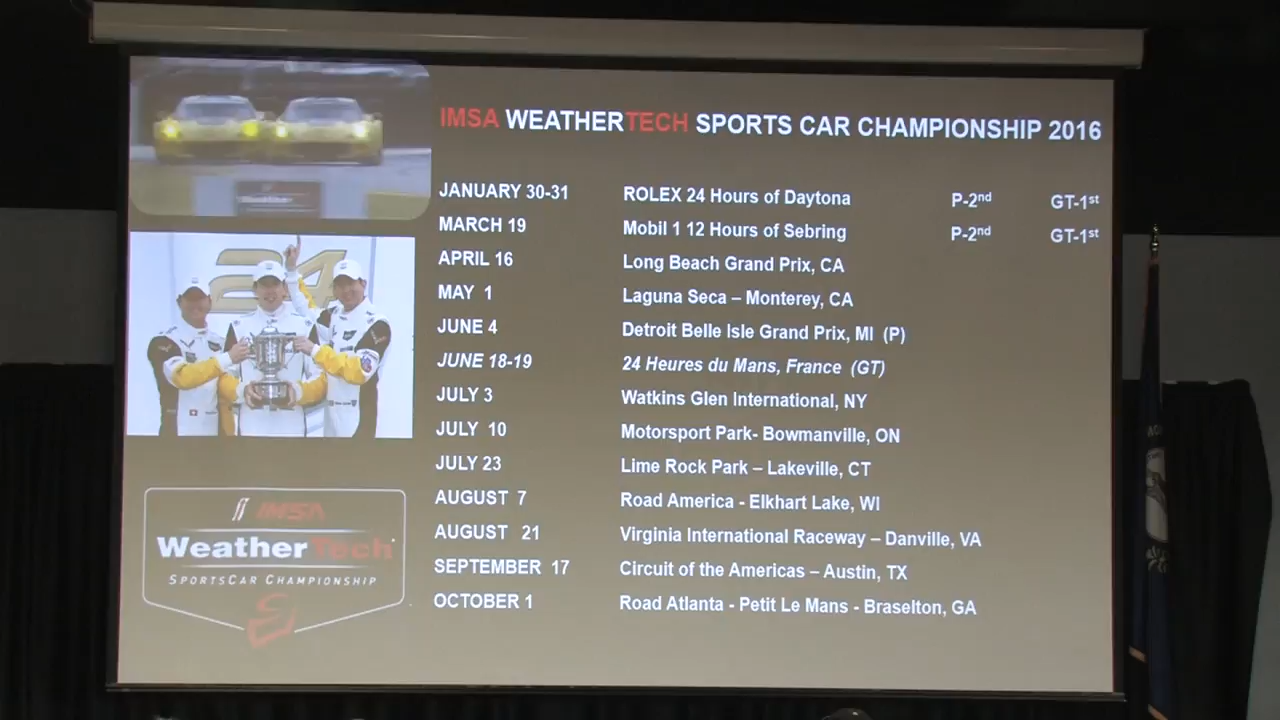 IMSA WEATHERTECH SPORTS CAR CHAMPIONSHIP 2016
JANUARY 30-31 ROLEX 24 Hours of Daytona P-2nd GT-1st
MARCH 19 Mobil 1 12 Hours of Sebring P-2nd GT-1st
APRIL 16 Long Beach Grand Prix, CA
MAY 1 Laguna Seca – Monterey, CA
JUNE 4 Detroit Belle Isle Grand Prix, MI (P)
JUNE 18-19 24 Heures du Mans, France (GT)
JULY 3 Watkins Glen International, NY
JULY 10 Motorsport Park- Bowmanville, ON
JULY 23 Lime Rock Park – Lakeville, CT
AUGUST 7 Road America - Elkhart Lake, WI
AUGUST 21 Virginia International Raceway – Danville, VA
SEPTEMBER 17 Circuit of the Americas – Austin, TX
OCTOBER 1 Road Atlanta - Petit Le Mans - Braselton, GA
24
IMSA
WeatherTech
SPORTSCAR CHAMPIONSHIP